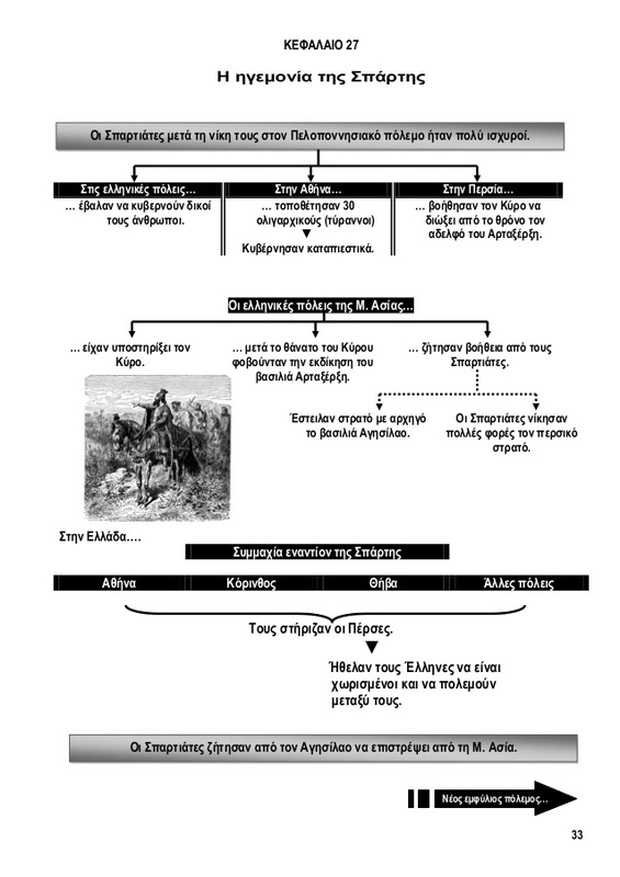 ΚΕΦΑΛΑΙΟ 27
Η ηγεμονία της Σπάρτης
Οι Σπαρτιάτες μετά τη νίκη τους στον Πελοποννησιακό πόλεμο ήταν πολύ ισχυροί.
Στις ελληνικές πόλεις…
… έβαλαν να κυβερνούν δικοί
τους άνθρωποι.
Στην Αθήνα…
… τοποθέτησαν 30
ολιγαρχικούς (τύραννοι)
Κυβέρνησαν καταπιεστικά.
Στην Περσία…
… βοήθησαν τον Κύρο να
διώξει από το θρόνο τον
αδελφό του Αρταξέρξη.
Οι ελληνικές πόλεις της Μ. Ασίας…
… είχαν υποστηρίξει τον
Κύρο.
… μετά το θάνατο του Κύρου
φοβούνταν την εκδίκηση του
βασιλιά Αρταξέρξη.
… ζήτησαν βοήθεια από τους
Σπαρτιάτες.
Έστειλαν στρατό με αρχηγό
το βασιλιά Αγησίλαο.
Οι Σπαρτιάτες νίκησαν
πολλές φορές τον περσικό
στρατό.
Στην Ελλάδα….
Συμμαχία εναντίον της Σπάρτης
Αθήνα Κόρινθος Θήβα Άλλες πόλεις
Τους στήριζαν οι Πέρσες.
Ήθελαν τους Έλληνες να είναι
χωρισμένοι και να πολεμούν
μεταξύ τους.
Οι Σπαρτιάτες ζήτησαν από τον Αγησίλαο να επιστρέψει από τη Μ. Ασία.
Νέος εμφύλιος πόλεμος…
33